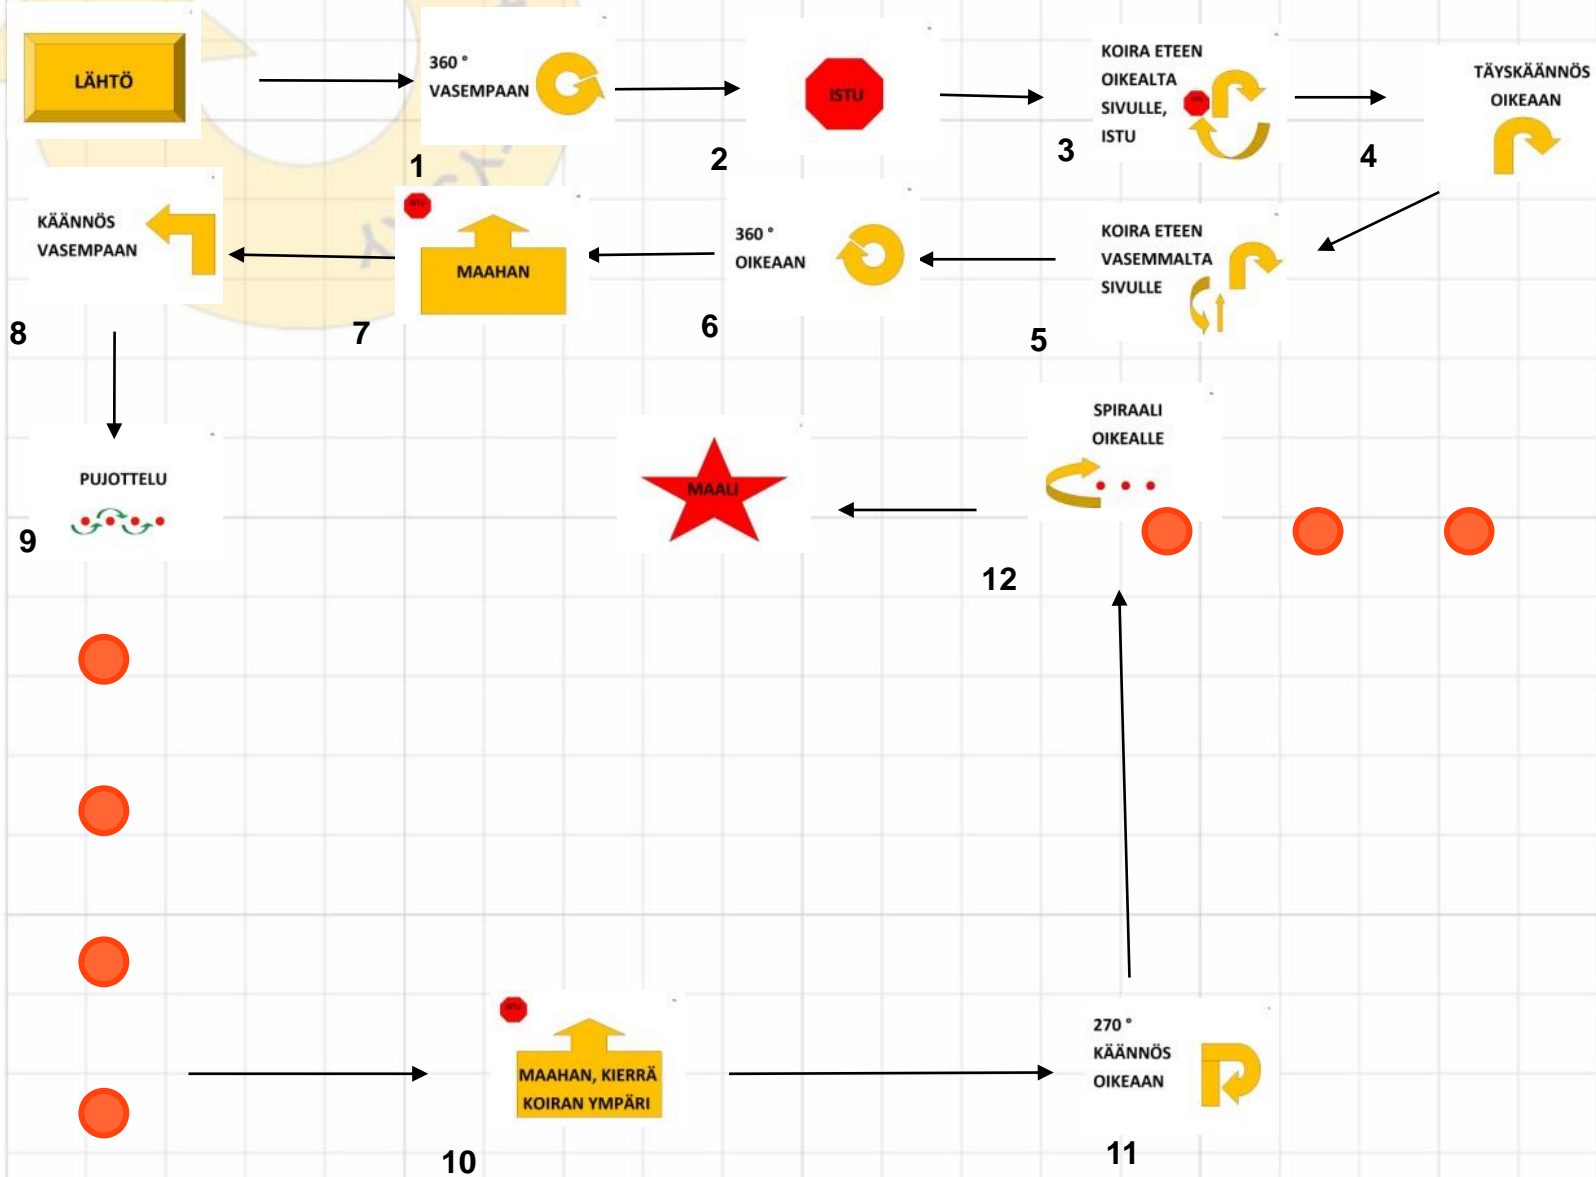 LÄHTÖ
360 °
VASEMPAAN
1
ISTU
2
KOIRA ETEEN
OIKEALTA
SIVULLE,
ISTU
3
TÄYSKÄÄNNÖS
OIKEAAN
4
KOIRA ETEEN
VASEMMALTA
SIVULLE
5
360 °
OIKEAAN
6
MAAHAN
7
KÄÄNNÖS
VASEMPAAN
8
PUJOTTELU
9
MAAHAN, KIERRÄ
KOIRAN YMPÄRI
10
270 °
KÄÄNNÖS
OIKEAAN
11
SPIRAALI
OIKEALLE
12
MAALI